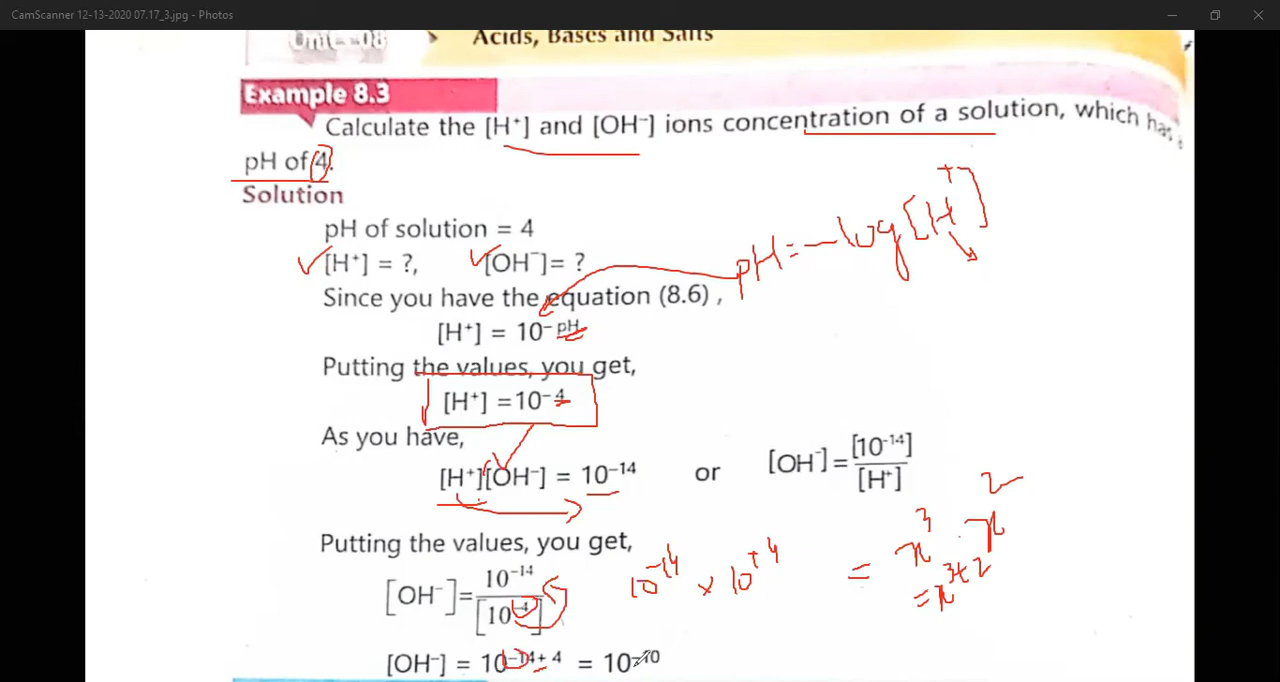 CamScanner 12-13-2020 07.17_3.jpg - Photos
Unit - 08 Acids, Bases and Salts
Example 8.3
Calculate the [H⁺] and [OH⁻] ions concentration of a solution, which has a
pH of 4.
Solution
pH of solution = 4
[H⁺] = ?, [OH⁻] = ?
pH = -log[H⁺]
Since you have the equation (8.6) ,
[H⁺] = 10⁻ᵖᴴ
Putting the values, you get,
[H⁺] = 10⁻⁴
As you have,
[H⁺][OH⁻] = 10⁻¹⁴ or [OH⁻] = [10⁻¹⁴] / [H⁺]
Putting the values, you get,
[OH⁻] = 10⁻¹⁴ / [10⁻⁴] 10⁻¹⁴ × 10⁺⁴ = x³ . x²
= x³⁺²
[OH⁻] = 10⁻¹⁴⁺⁴ = 10⁻¹⁰